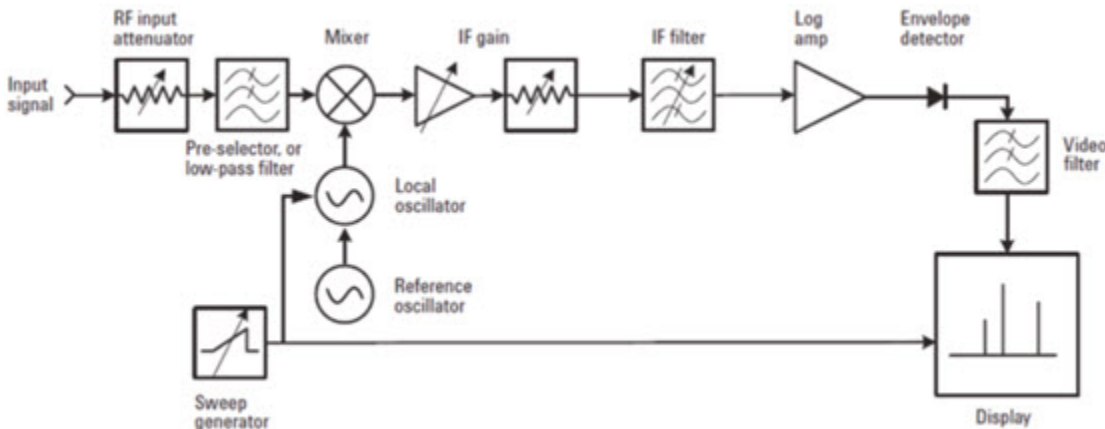 RF input
attenuator
Mixer
IF gain
IF filter
Log
amp
Envelope
detector
Input
signal
Pre-selector, or
low-pass filter
Video
filter
Local
oscillator
Reference
oscillator
Sweep
generator
Display